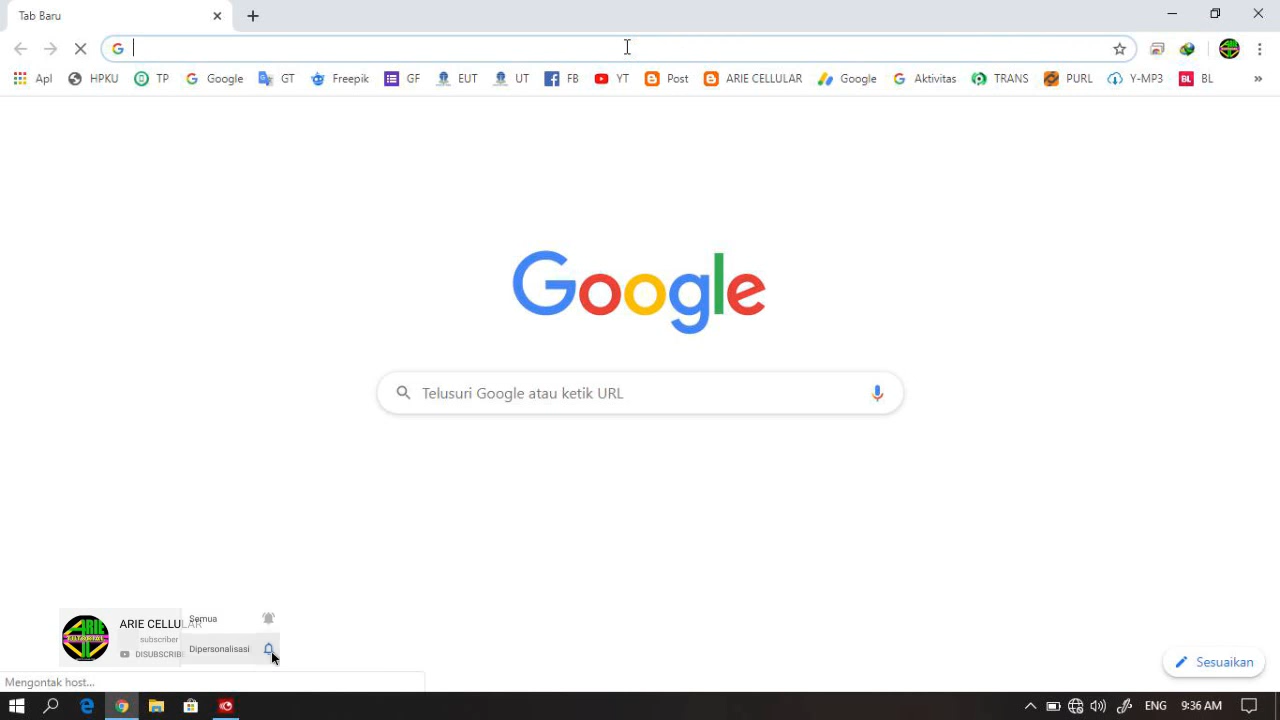 Tab Baru
Apl HPKU TP Google GT Freepik GF EUT UT FB YT Post ARIE CELLULAR Google Aktivitas TRANS PURL Y-MP3 BL BL »
Google
Telusuri Google atau ketik URL
ARIE CELLULAR
Semua
subscriber
DISUBSCRIBE
Dipersonalisasi
Sesuaikan
Mengontak host...
ENG 9:36 AM